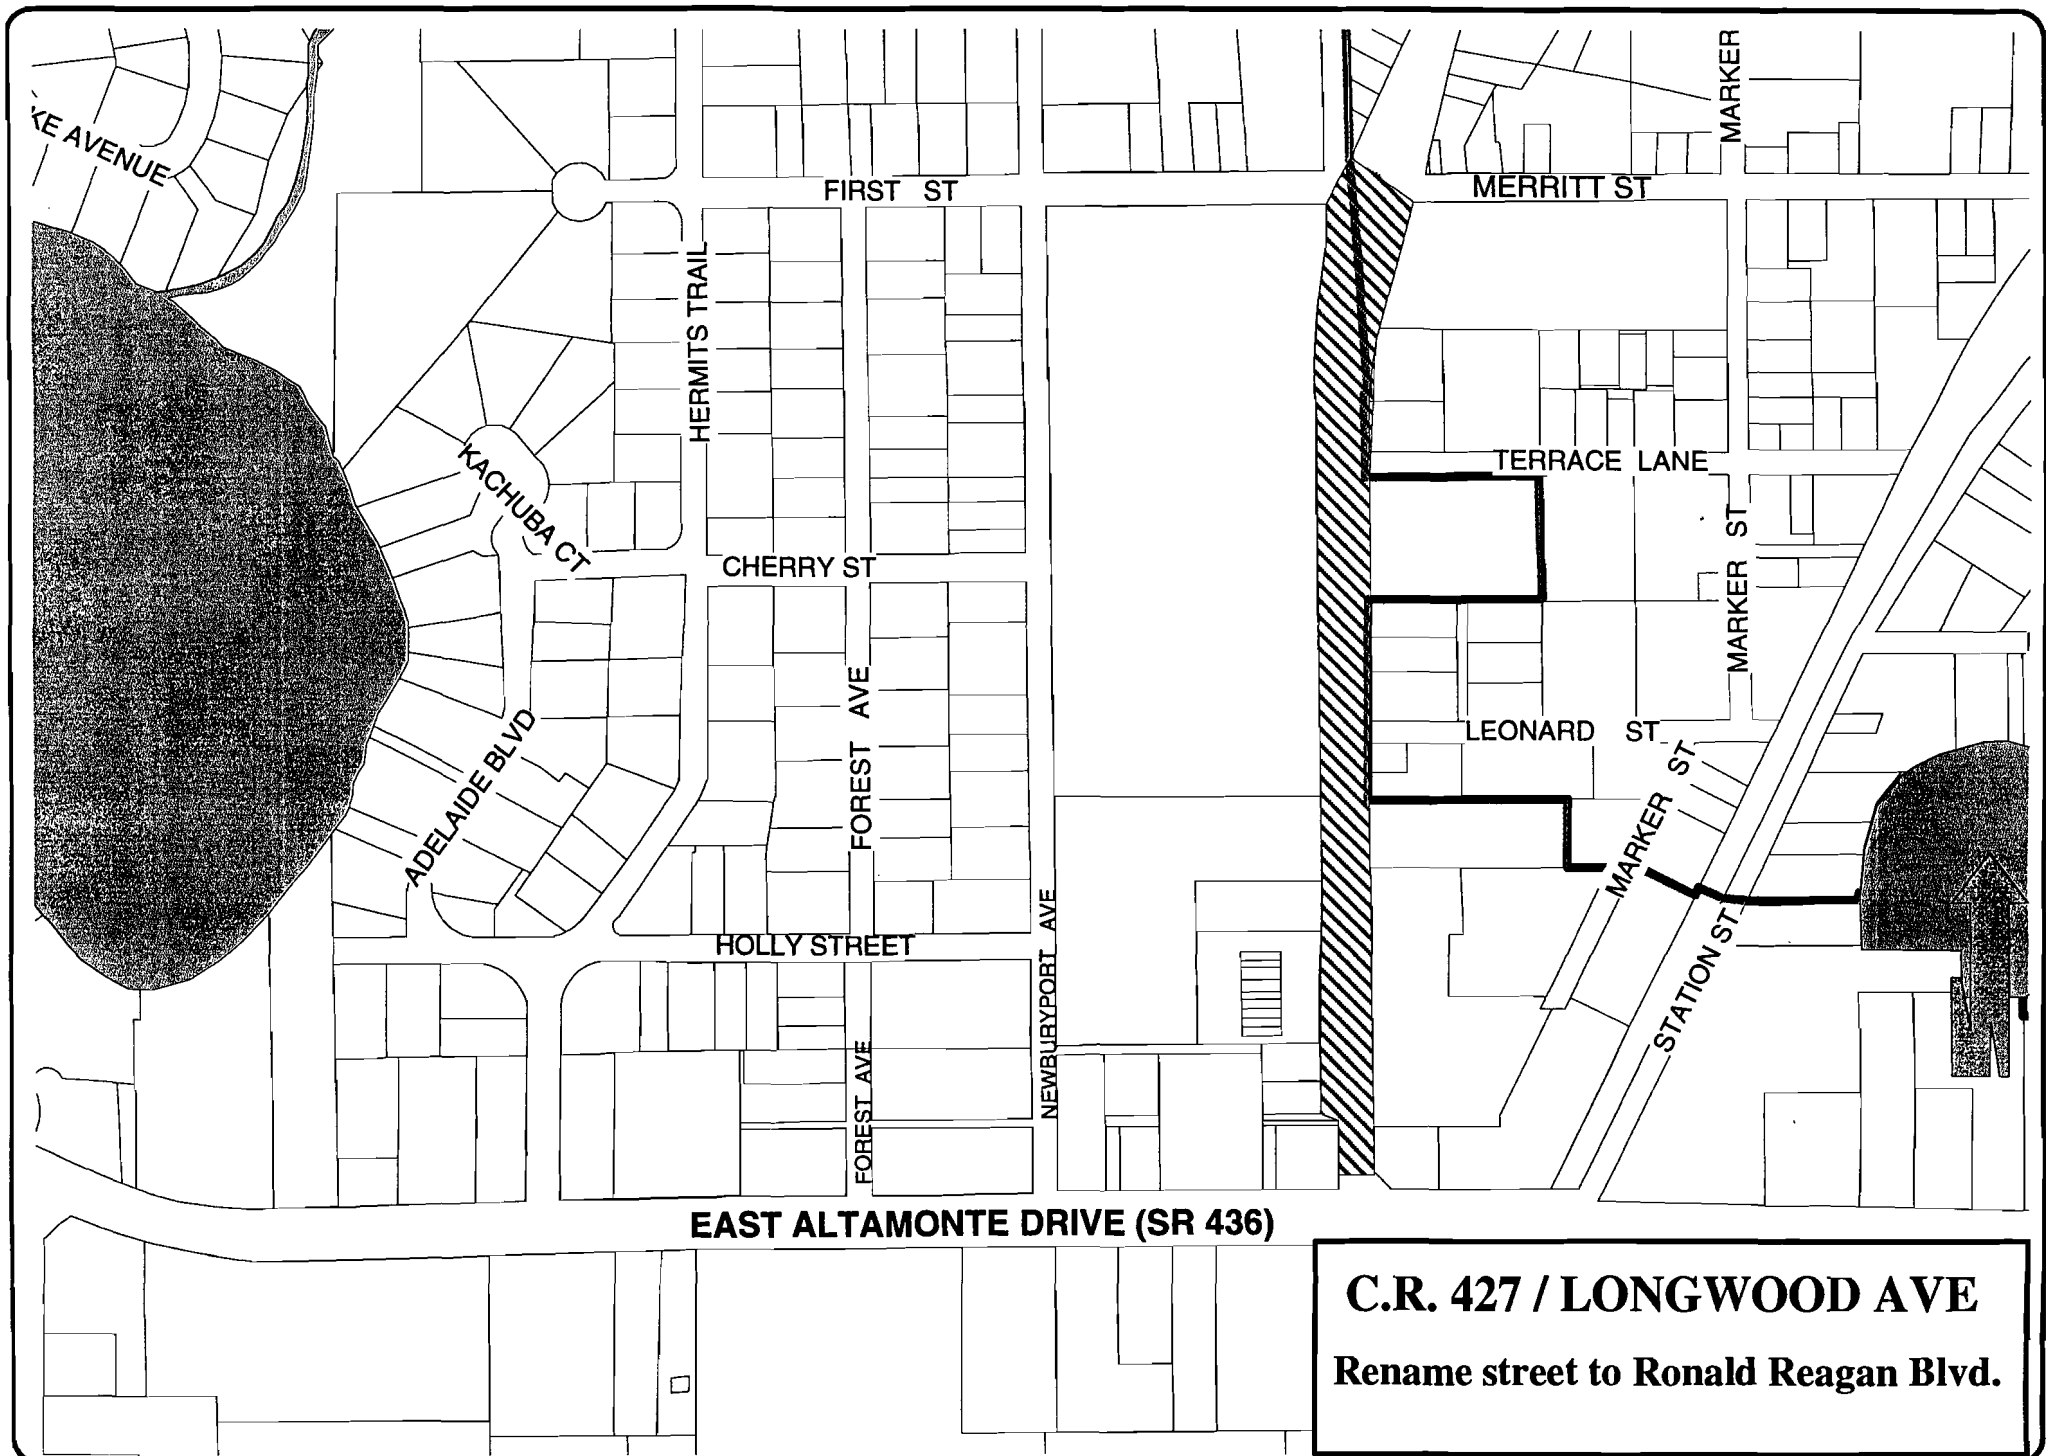 KE AVENUE
MARKER
FIRST ST
MERRITT ST
HERMITS TRAIL
KACHUBA CT
TERRACE LANE
MARKER ST
CHERRY ST
FOREST AVE
ADELAIDE BLVD
LEONARD ST
MARKER ST
HOLLY STREET
NEWBURYPORT AVE
STATION ST
FOREST AVE
EAST ALTAMONTE DRIVE (SR 436)
C.R. 427 / LONGWOOD AVE
Rename street to Ronald Reagan Blvd.